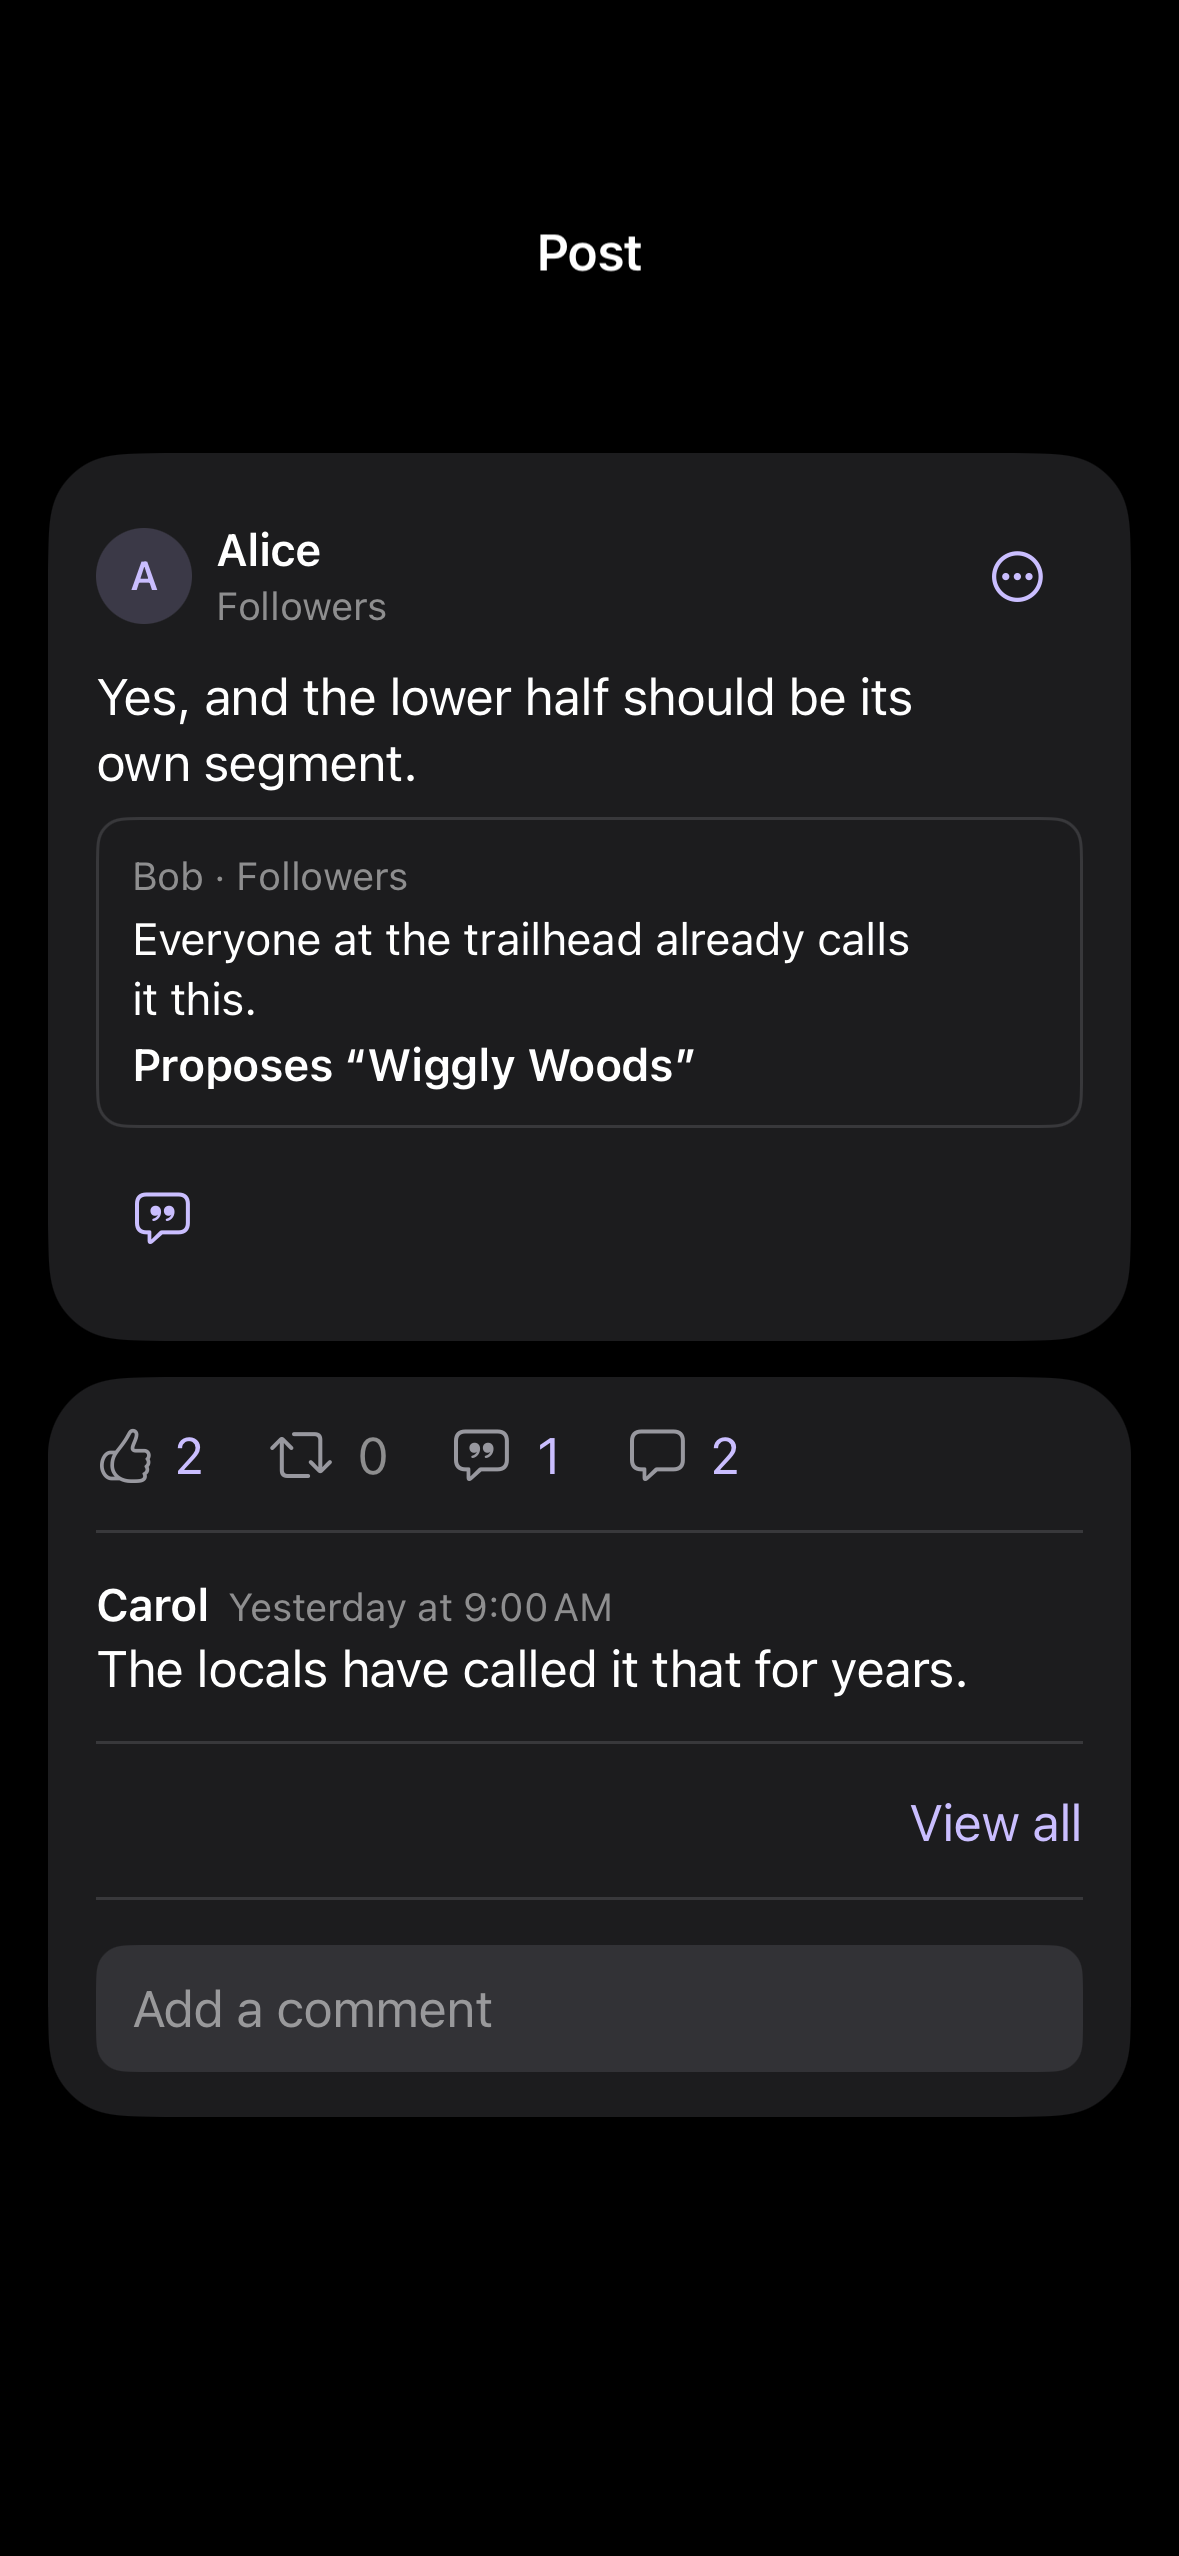 Post
A
Alice
Followers
Yes, and the lower half should be its
own segment.
Bob · Followers
Everyone at the trailhead already calls
it this.
Proposes “Wiggly Woods”
2 0 1 2
Carol Yesterday at 9:00 AM
The locals have called it that for years.
View all
Add a comment